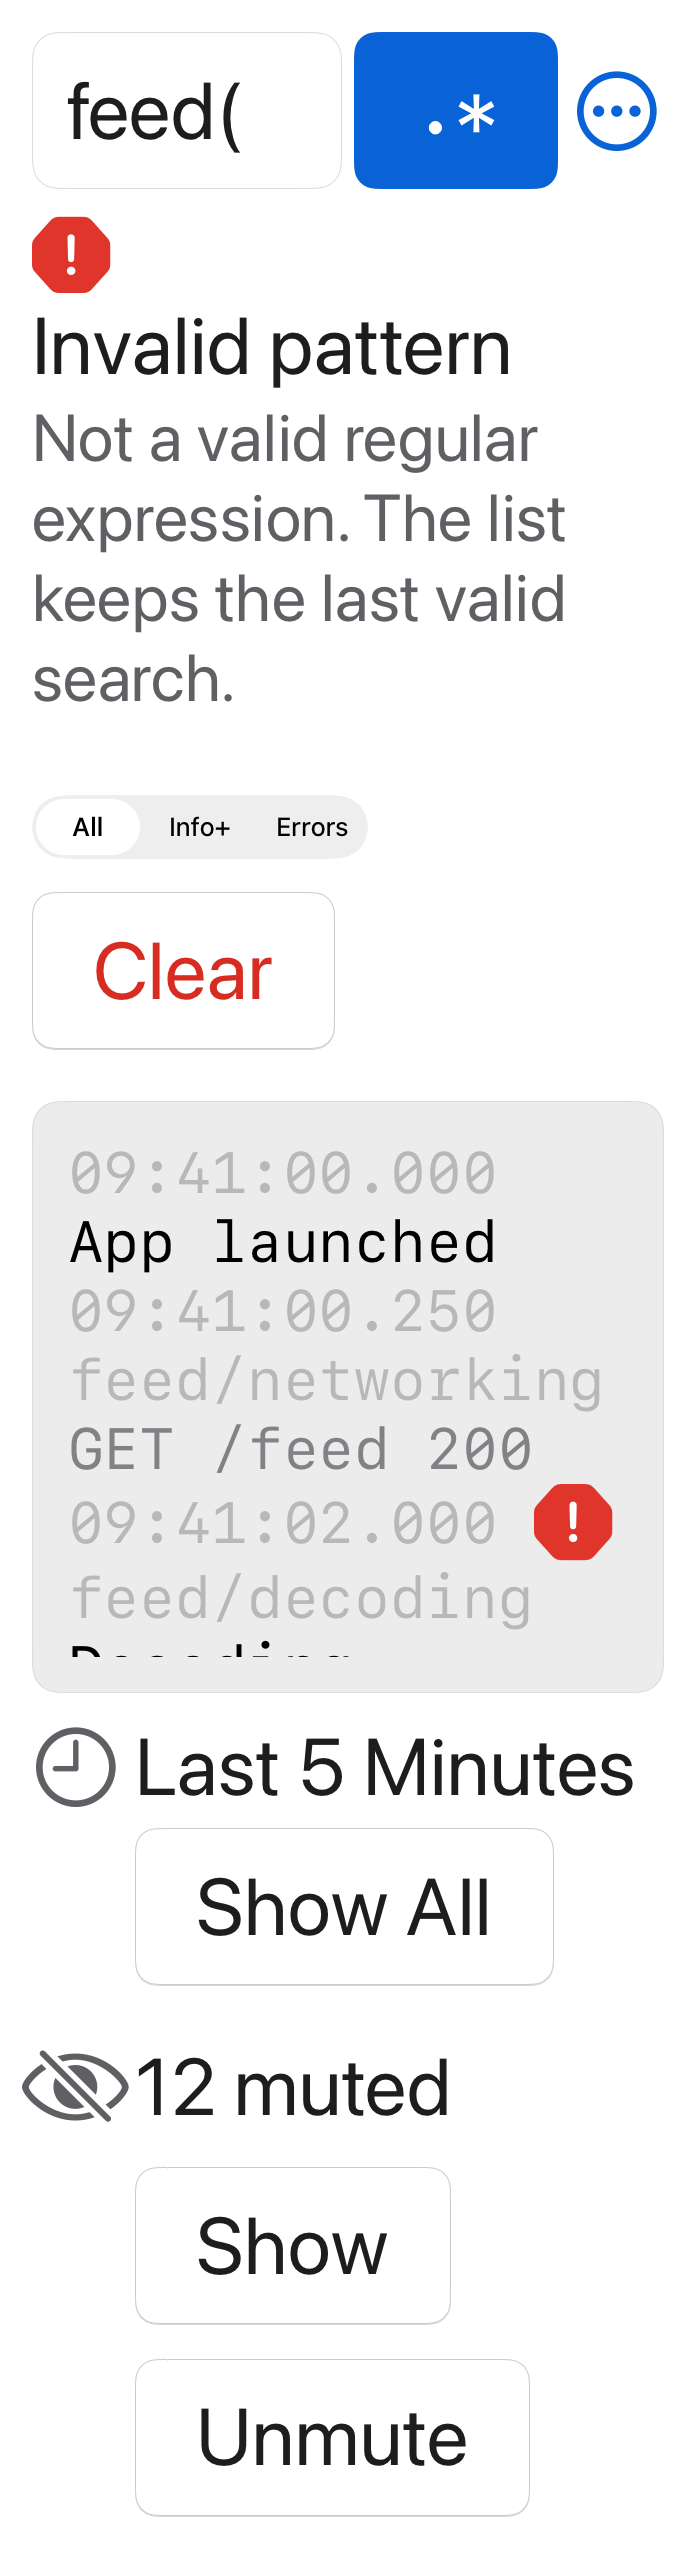 feed(
.*
Invalid pattern
Not a valid regular
expression. The list
keeps the last valid
search.
All Info+ Errors
Clear
09:41:00.000
App launched
09:41:00.250
feed/networking
GET /feed 200
09:41:02.000
feed/decoding
Decoding
Last 5 Minutes
Show All
12 muted
Show
Unmute